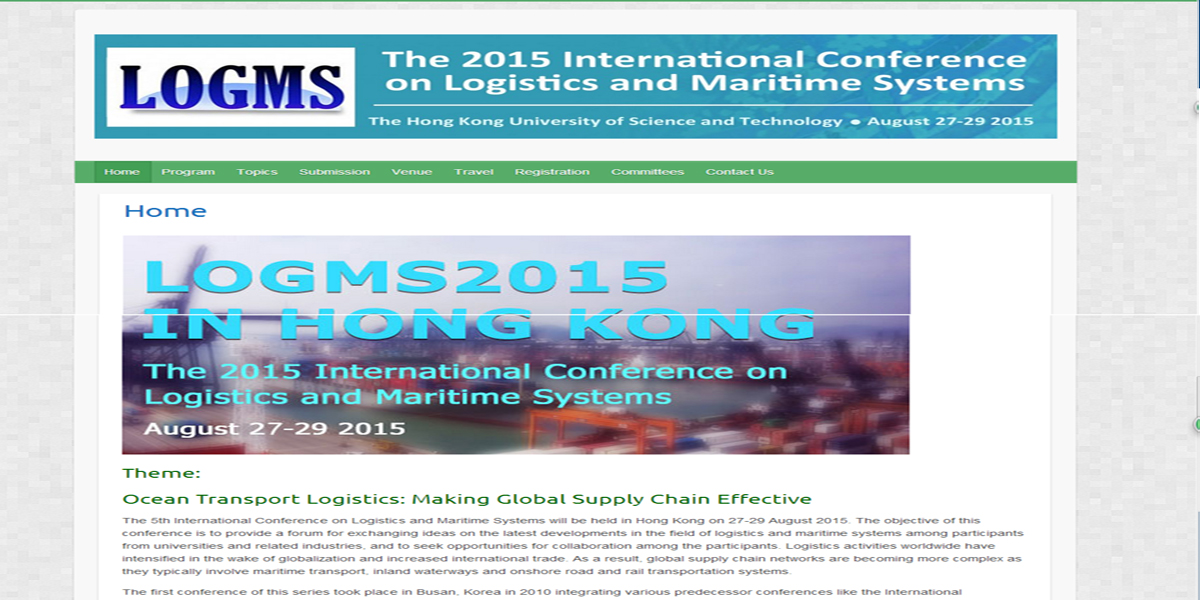 LOGMS
The 2015 International Conference
on Logistics and Maritime Systems
The Hong Kong University of Science and Technology ● August 27-29 2015
Home Program Topics Submission Venue Travel Registration Committees Contact Us
Home
LOGMS2015
IN HONG KONG
The 2015 International Conference on
Logistics and Maritime Systems
August 27-29 2015
Theme:
Ocean Transport Logistics: Making Global Supply Chain Effective
The 5th International Conference on Logistics and Maritime Systems will be held in Hong Kong on 27-29 August 2015. The objective of this
conference is to provide a forum for exchanging ideas on the latest developments in the field of logistics and maritime systems among participants
from universities and related industries, and to seek opportunities for collaboration among the participants. Logistics activities worldwide have
intensified in the wake of globalization and increased international trade. As a result, global supply chain networks are becoming more complex as
they typically involve maritime transport, inland waterways and onshore road and rail transportation systems.
The first conference of this series took place in Busan, Korea in 2010 integrating various predecessor conferences like the International